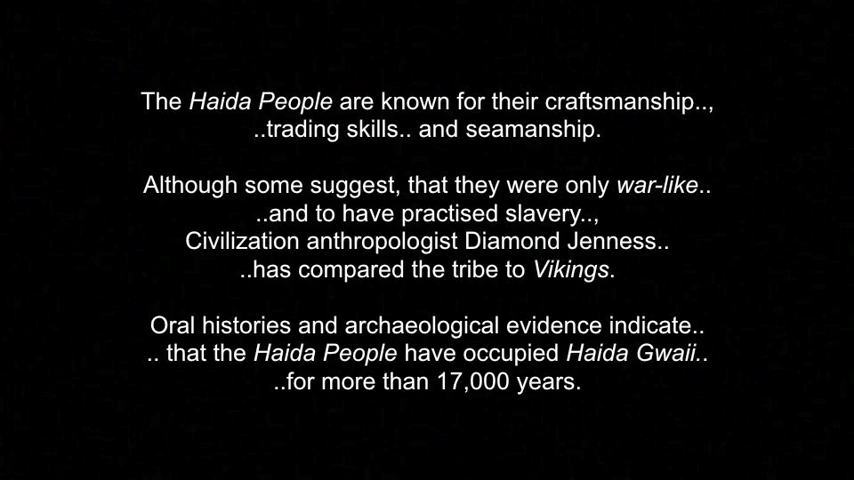 The Haida People are known for their craftsmanship..,
..trading skills.. and seamanship.
Although some suggest, that they were only war-like..
..and to have practised slavery..,
Civilization anthropologist Diamond Jenness..
..has compared the tribe to Vikings.
Oral histories and archaeological evidence indicate..
.. that the Haida People have occupied Haida Gwaii..
..for more than 17,000 years.